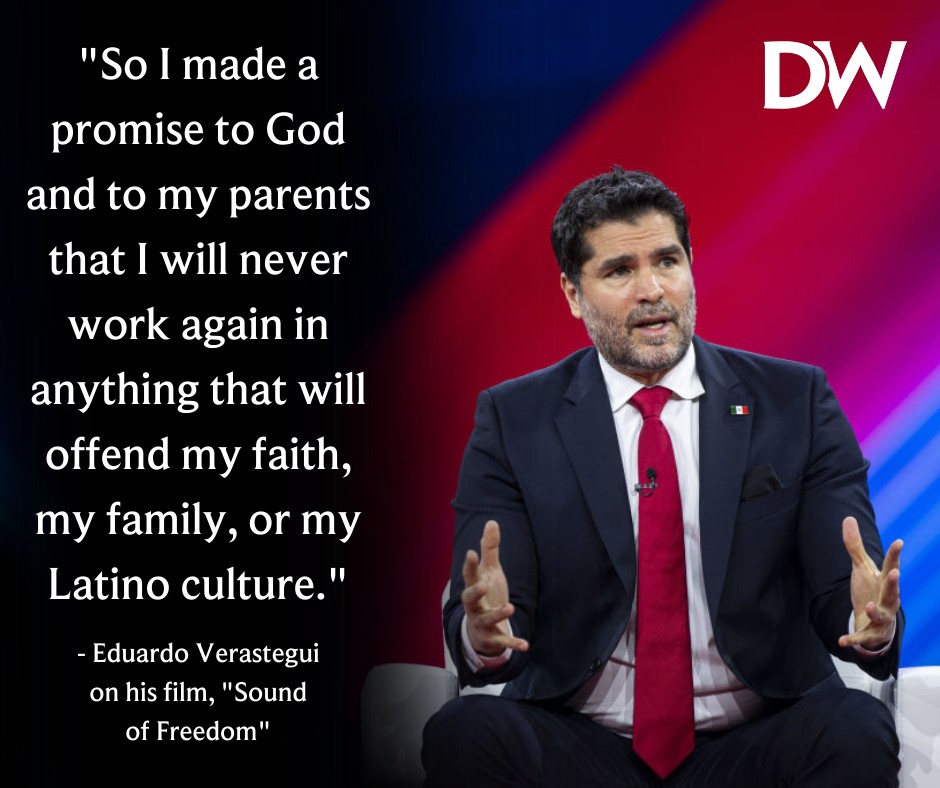 DW
"So I made a
promise to God
and to my parents
that I will never
work again in
anything that will
offend my faith,
my family, or my
Latino culture."
- Eduardo Verastegui
on his film, "Sound
of Freedom"